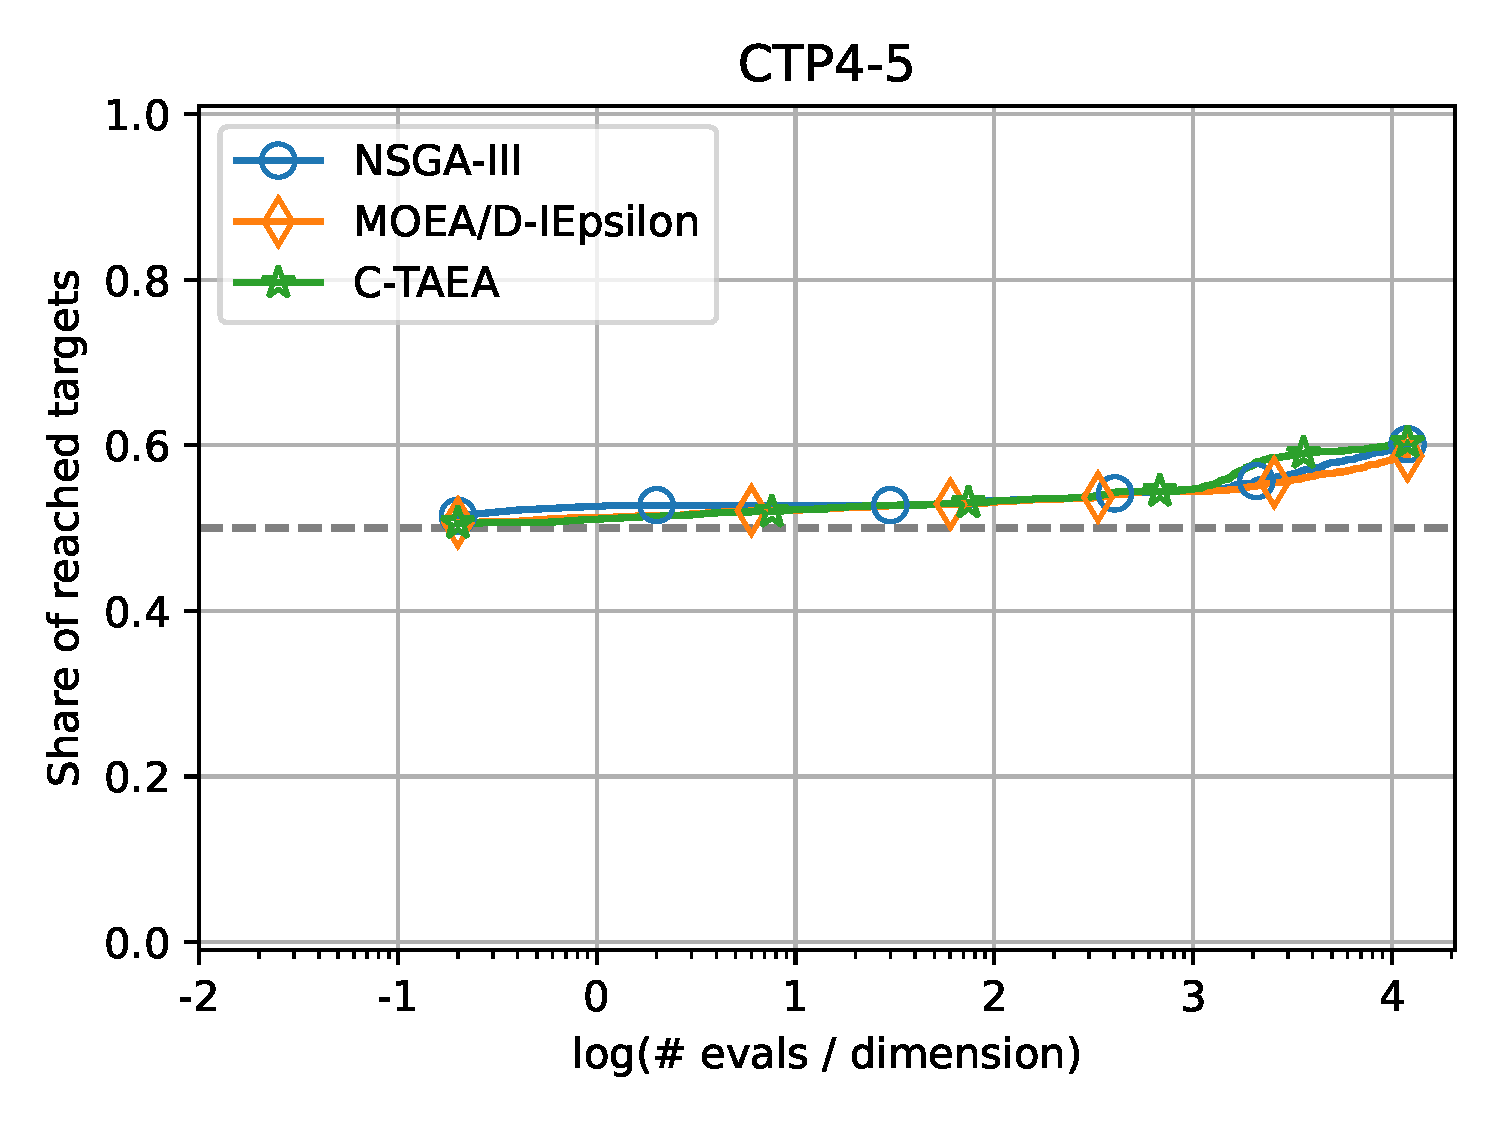 CTP4-5
1.0
0.8
0.6
0.4
0.2
0.0
Share of reached targets
NSGA-III
MOEA/D-IEpsilon
C-TAEA
-2 -1 0 1 2 3 4
log(# evals / dimension)